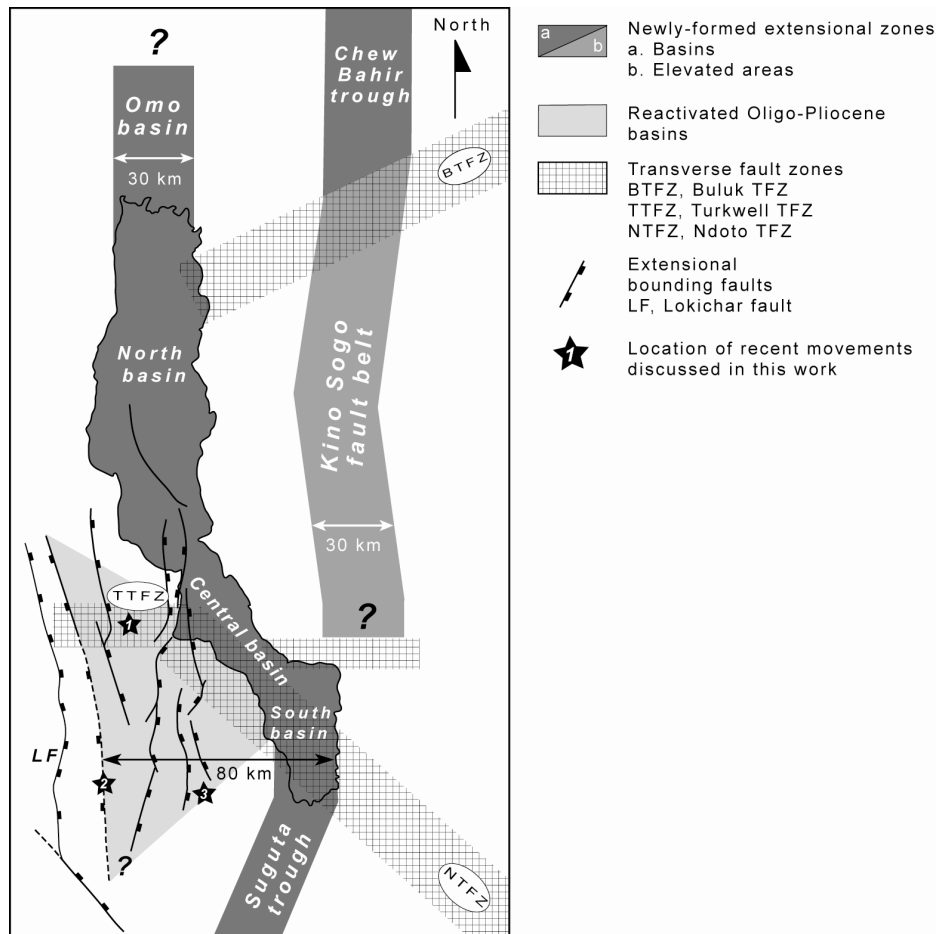 ?
Omo
basin
30 km
Chew
Bahir
trough
North
BTFZ
North
basin
Kino Sogo
fault belt
30 km
?
TTFZ
1
Central basin
South
basin
LF
80 km
2
3
?
Suguta
trough
NTFZ
a
b
Newly-formed extensional zones
a. Basins
b. Elevated areas
Reactivated Oligo-Pliocene
basins
Transverse fault zones
BTFZ, Buluk TFZ
TTFZ, Turkwell TFZ
NTFZ, Ndoto TFZ
Extensional
bounding faults
LF, Lokichar fault
1
Location of recent movements
discussed in this work